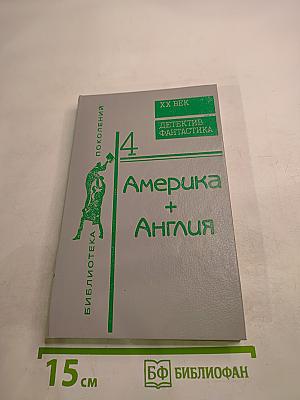 XX ВЕК
ДЕТЕКТИВ
ФАНТАСТИКА
БИБЛИОТЕКА ПОКОЛЕНИЙ
4
Америка
+
Англия
15 см
БФ БИБЛИОФАН